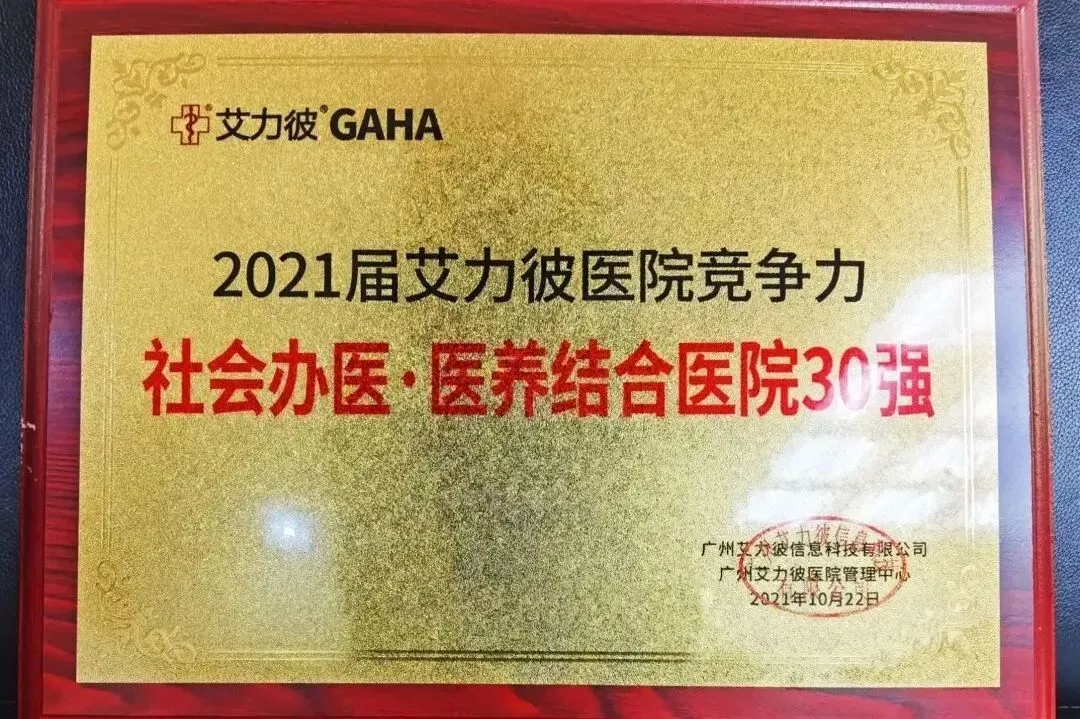 艾力彼® GAHA
2021届艾力彼医院竞争力
社会办医·医养结合医院30强
广州艾力彼信息科技有限公司
广州艾力彼医院管理中心
2021年10月22日